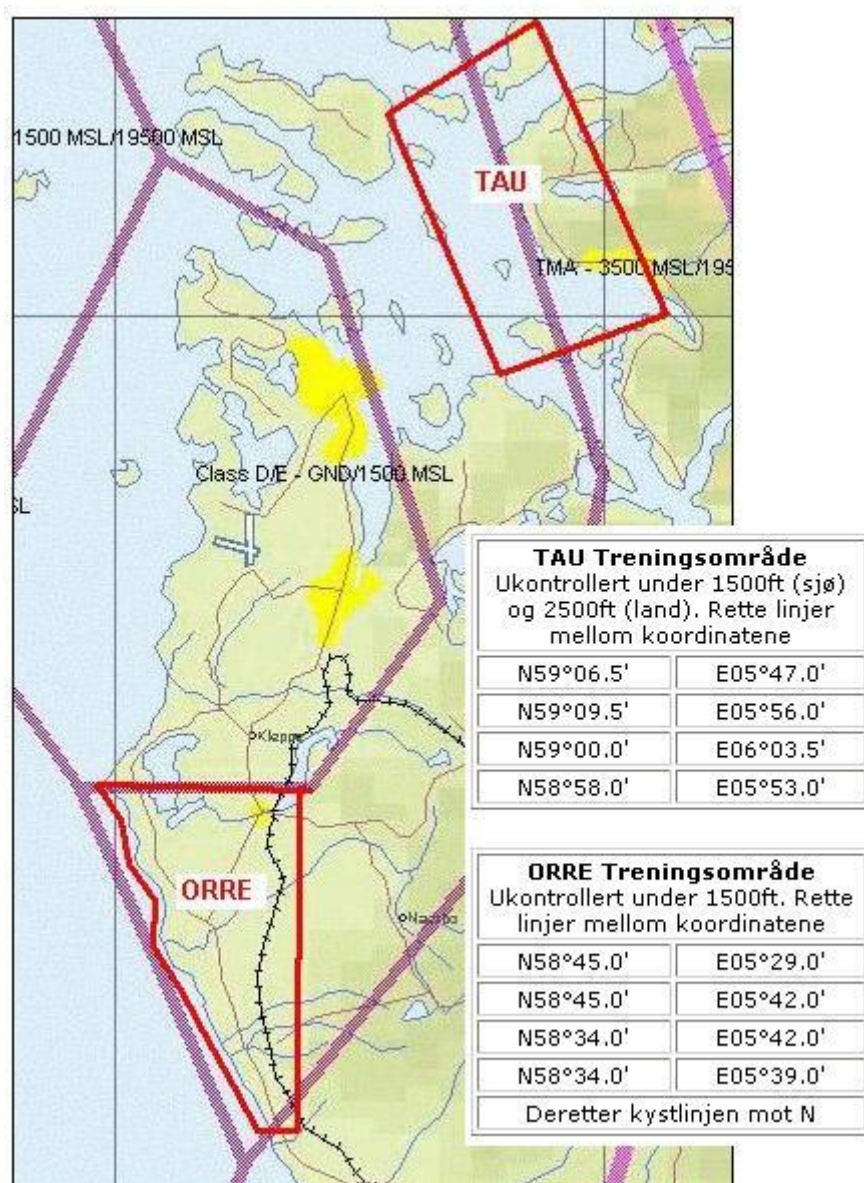 1500 MSL/19500 MSL
TAU
TMA - 3500 MSL/195
Class D/E - GND/1500 MSL
SL
Kleppe
ORRE
TAU Treningsområde
Ukontrollert under 1500ft (sjø)
og 2500ft (land). Rette linjer
mellom koordinatene
N59°06.5' E05°47.0'
N59°09.5' E05°56.0'
N59°00.0' E06°03.5'
N58°58.0' E05°53.0'
ORRE Treningsområde
Ukontrollert under 1500ft. Rette
linjer mellom koordinatene
N58°45.0' E05°29.0'
N58°45.0' E05°42.0'
N58°34.0' E05°42.0'
N58°34.0' E05°39.0'
Deretter kystlinjen mot N